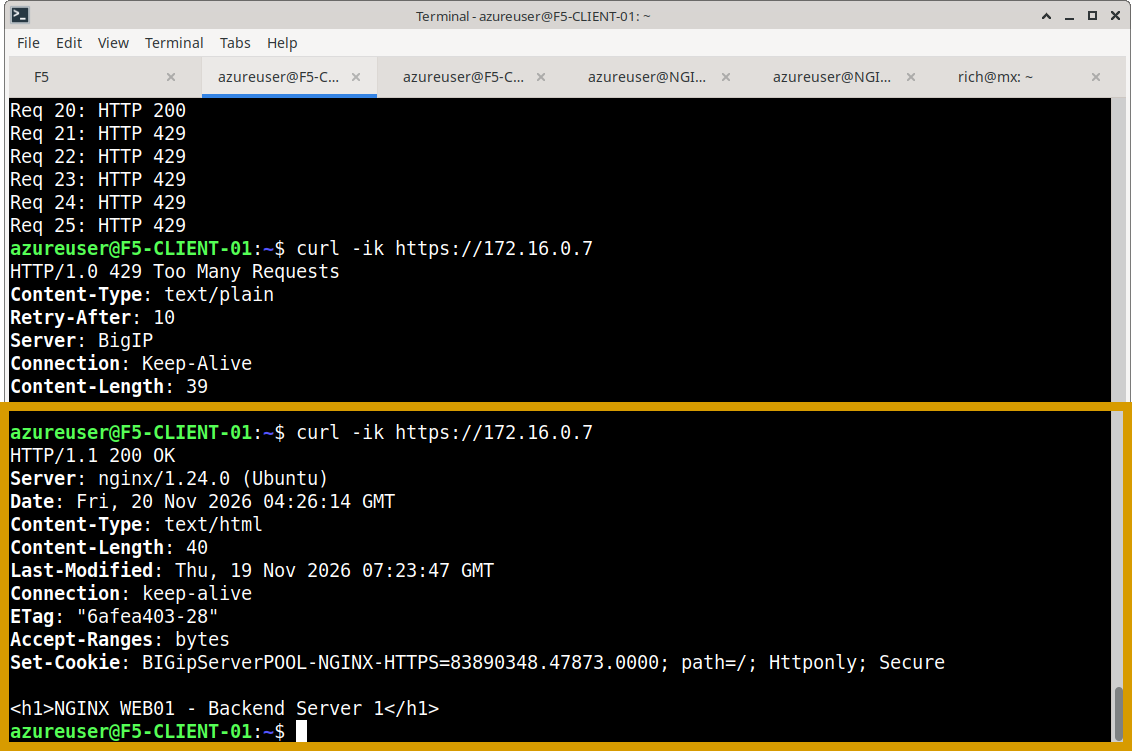 Terminal - azureuser@F5-CLIENT-01: ~
File Edit View Terminal Tabs Help
F5 azureuser@F5-C... azureuser@F5-C... azureuser@NGI... azureuser@NGI... rich@mx: ~
Req 20: HTTP 200
Req 21: HTTP 429
Req 22: HTTP 429
Req 23: HTTP 429
Req 24: HTTP 429
Req 25: HTTP 429
azureuser@F5-CLIENT-01:~$ curl -ik https://172.16.0.7
HTTP/1.0 429 Too Many Requests
Content-Type: text/plain
Retry-After: 10
Server: BigIP
Connection: Keep-Alive
Content-Length: 39
azureuser@F5-CLIENT-01:~$ curl -ik https://172.16.0.7
HTTP/1.1 200 OK
Server: nginx/1.24.0 (Ubuntu)
Date: Fri, 20 Nov 2026 04:26:14 GMT
Content-Type: text/html
Content-Length: 40
Last-Modified: Thu, 19 Nov 2026 07:23:47 GMT
Connection: keep-alive
ETag: "6afea403-28"
Accept-Ranges: bytes
Set-Cookie: BIGipServerPOOL-NGINX-HTTPS=83890348.47873.0000; path=/; Httponly; Secure
<h1>NGINX WEB01 - Backend Server 1</h1>
azureuser@F5-CLIENT-01:~$